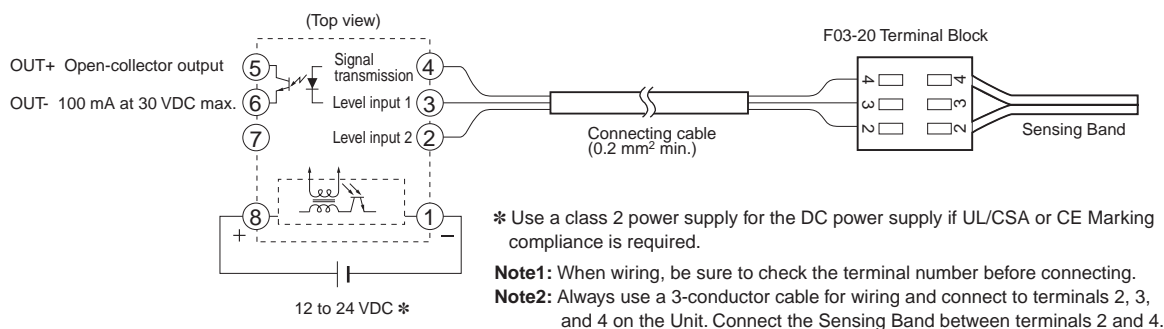 (Top view)
F03-20 Terminal Block
OUT+ Open-collector output
5
Signal
transmission
4
OUT- 100 mA at 30 VDC max.
6
Level input 1
3
7
Level input 2
2
Connecting cable
(0.2 mm² min.)
4
4
3
3
2
2
Sensing Band
8
1
+
−
12 to 24 VDC ✽
✽ Use a class 2 power supply for the DC power supply if UL/CSA or CE Marking
compliance is required.
Note1: When wiring, be sure to check the terminal number before connecting.
Note2: Always use a 3-conductor cable for wiring and connect to terminals 2, 3,
and 4 on the Unit. Connect the Sensing Band between terminals 2 and 4.